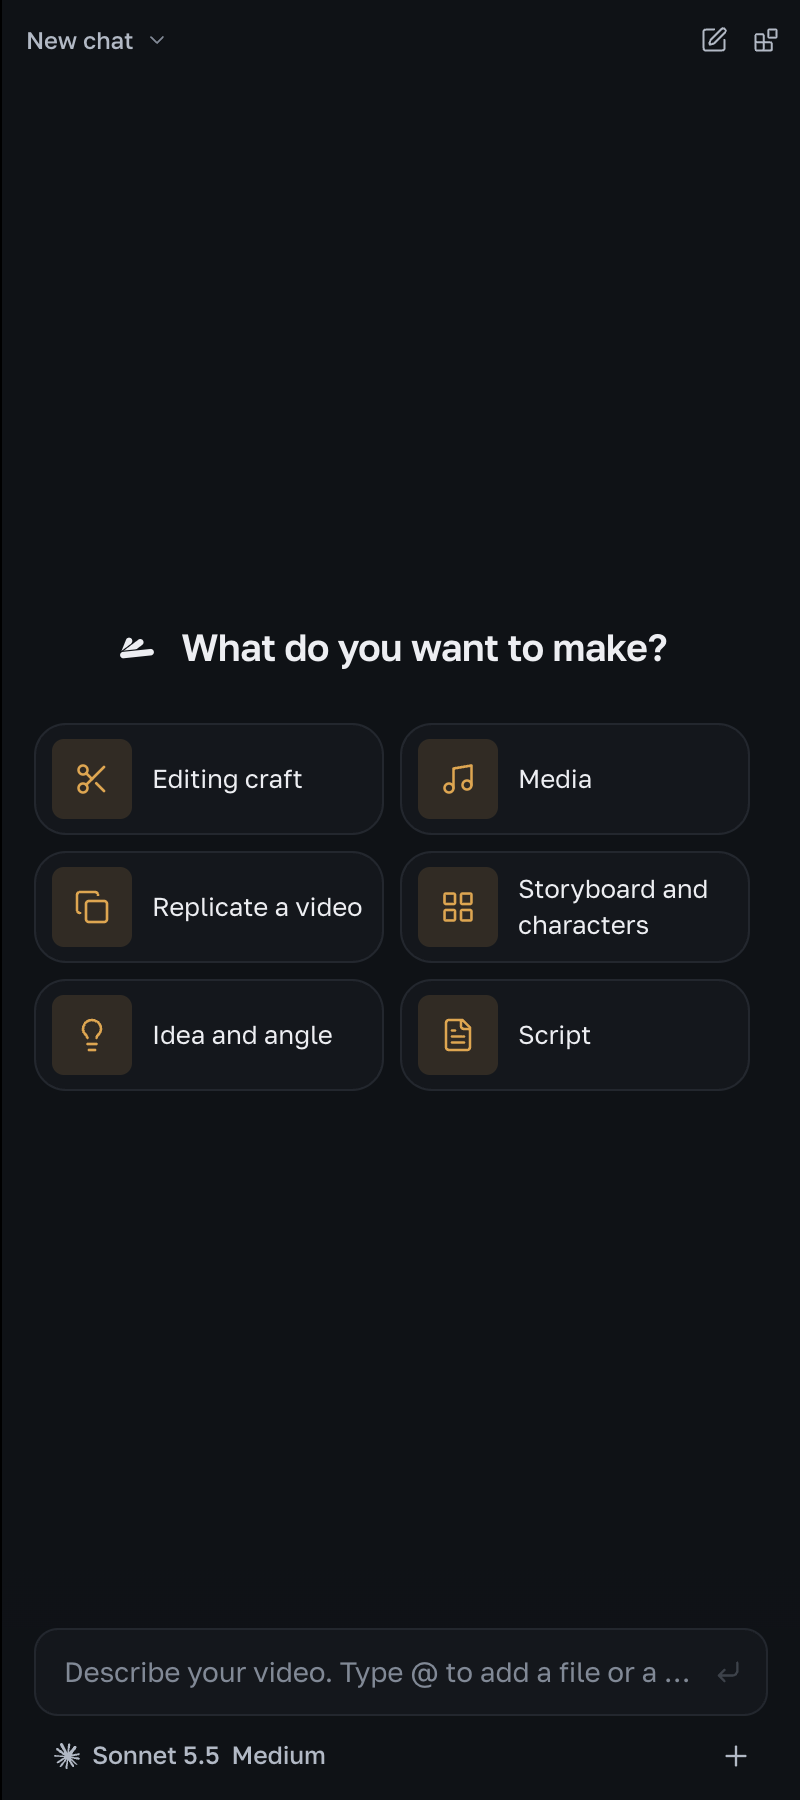 New chat
What do you want to make?
Editing craft
Media
Replicate a video
Storyboard and
characters
Idea and angle
Script
Describe your video. Type @ to add a file or a ...
Sonnet 5.5 Medium